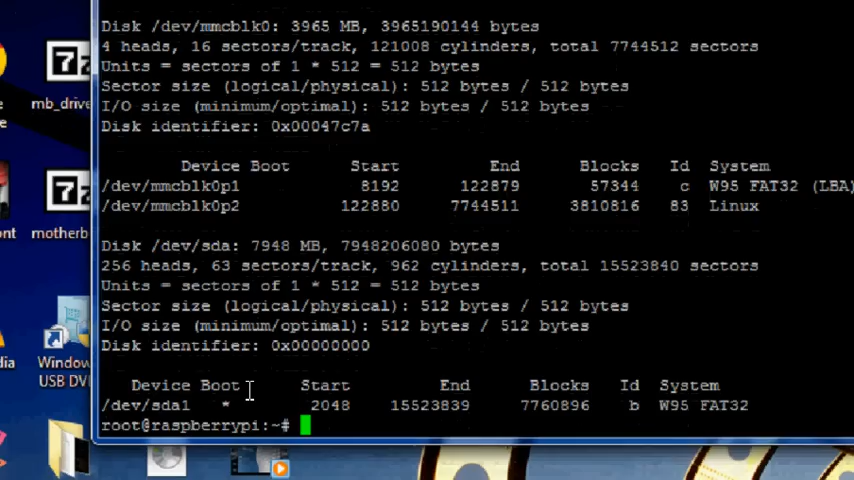 Disk /dev/mmcblk0: 3965 MB, 3965190144 bytes
4 heads, 16 sectors/track, 121008 cylinders, total 7744512 sectors
Units = sectors of 1 * 512 = 512 bytes
Sector size (logical/physical): 512 bytes / 512 bytes
I/O size (minimum/optimal): 512 bytes / 512 bytes
Disk identifier: 0x00047c7a
Device Boot Start End Blocks Id System
/dev/mmcblk0p1 8192 122879 57344 c W95 FAT32 (LBA)
/dev/mmcblk0p2 122880 7744511 3810816 83 Linux
Disk /dev/sda: 7948 MB, 7948206080 bytes
256 heads, 63 sectors/track, 962 cylinders, total 15523840 sectors
Units = sectors of 1 * 512 = 512 bytes
Sector size (logical/physical): 512 bytes / 512 bytes
I/O size (minimum/optimal): 512 bytes / 512 bytes
Disk identifier: 0x00000000
Device Boot Start End Blocks Id System
/dev/sda1 * 2048 15523839 7760896 b W95 FAT32
root@raspberrypi:~#
7z
mb_drive
7z
motherb
Window
USB DV
e
e
ont
dia